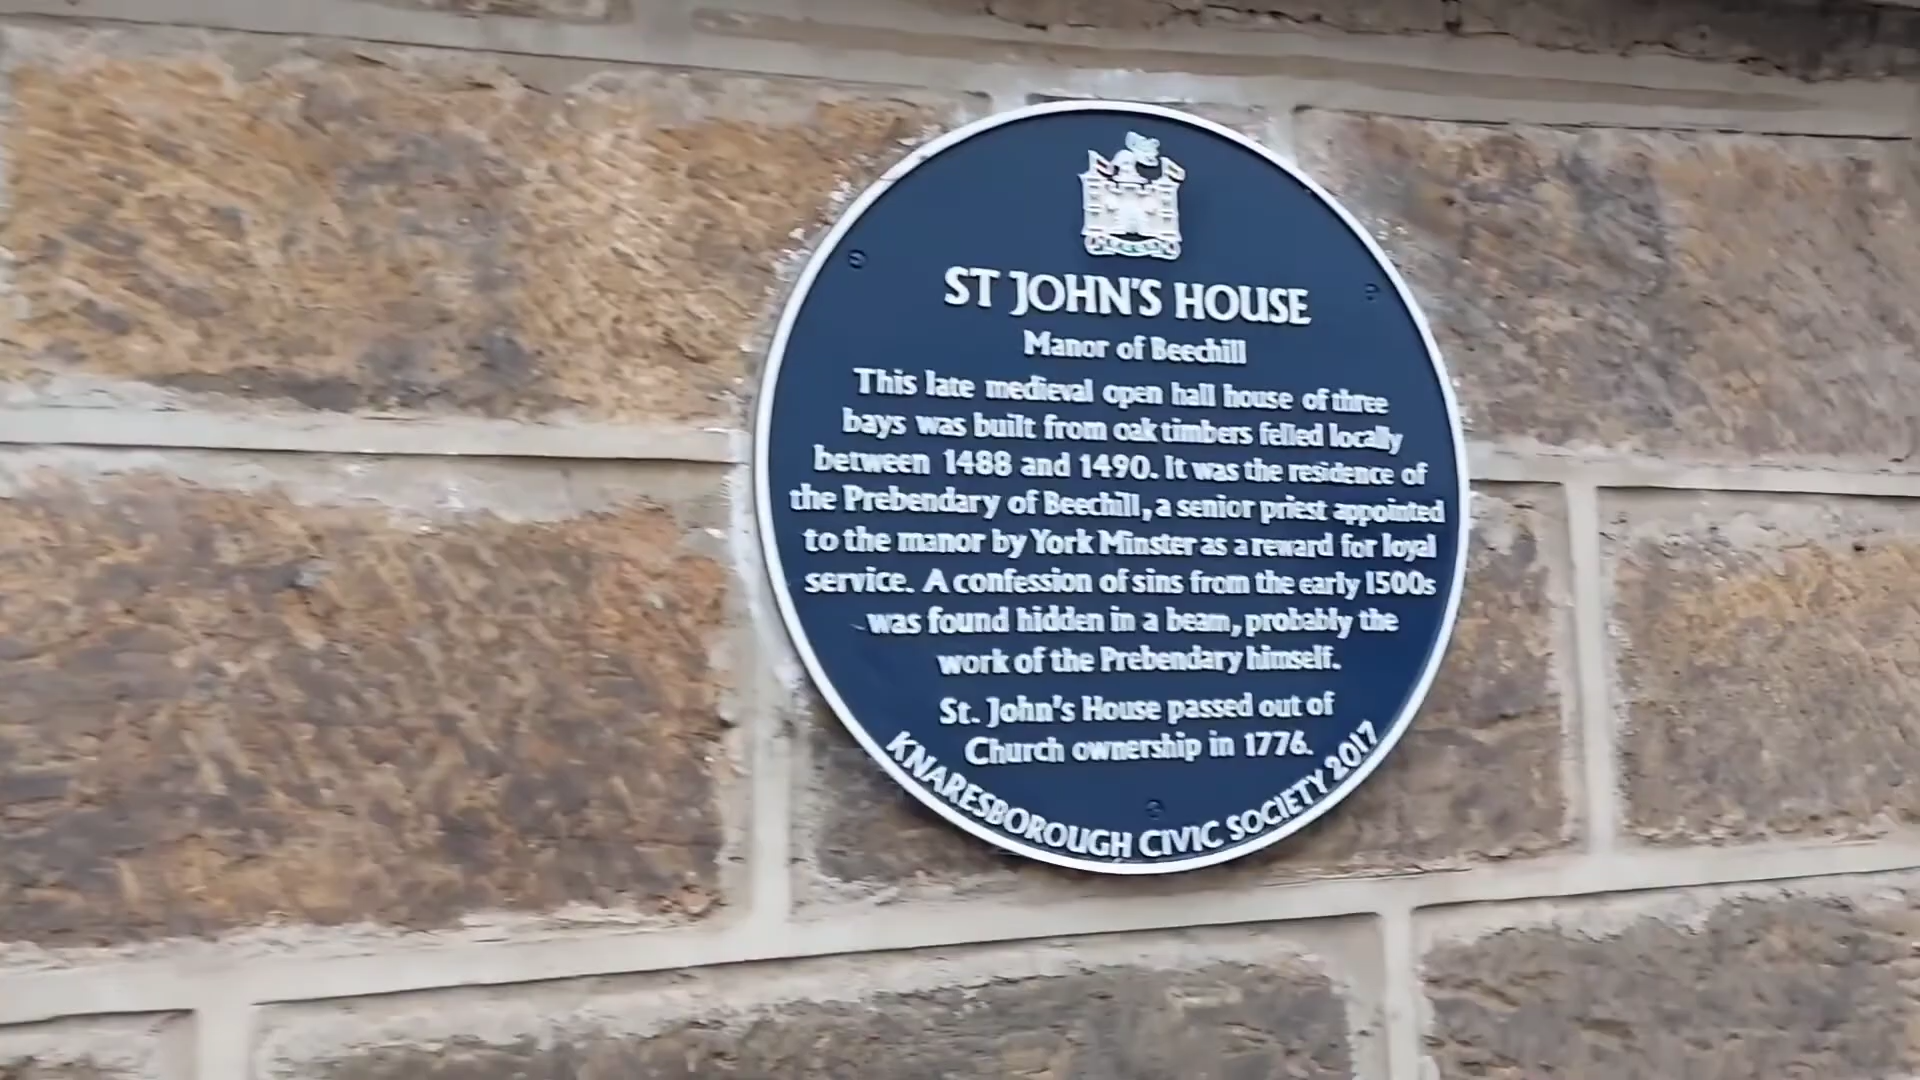 ST JOHN'S HOUSE
Manor of Beechill
This late medieval open hall house of three
bays was built from oak timbers felled locally
between 1488 and 1490. It was the residence of
the Prebendary of Beechill, a senior priest appointed
to the manor by York Minster as a reward for loyal
service. A confession of sins from the early 1500s
was found hidden in a beam, probably the
work of the Prebendary himself.
St. John's House passed out of
Church ownership in 1776.
KNARESBOROUGH CIVIC SOCIETY 2017